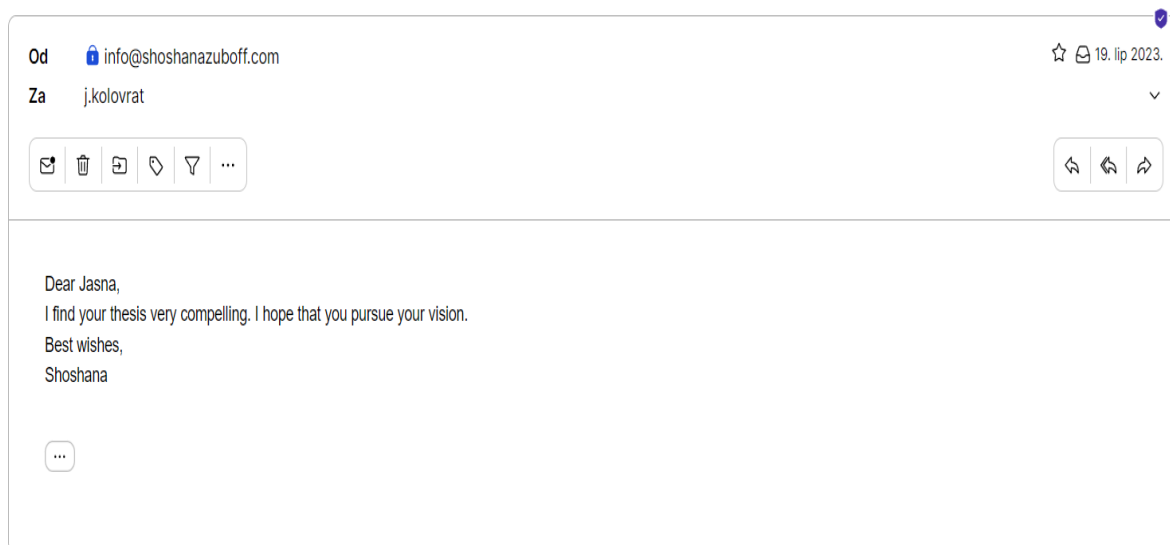 Od info@shoshanazuboff.com 19. lip 2023.
Za j.kolovrat
Dear Jasna,
I find your thesis very compelling. I hope that you pursue your vision.
Best wishes,
Shoshana